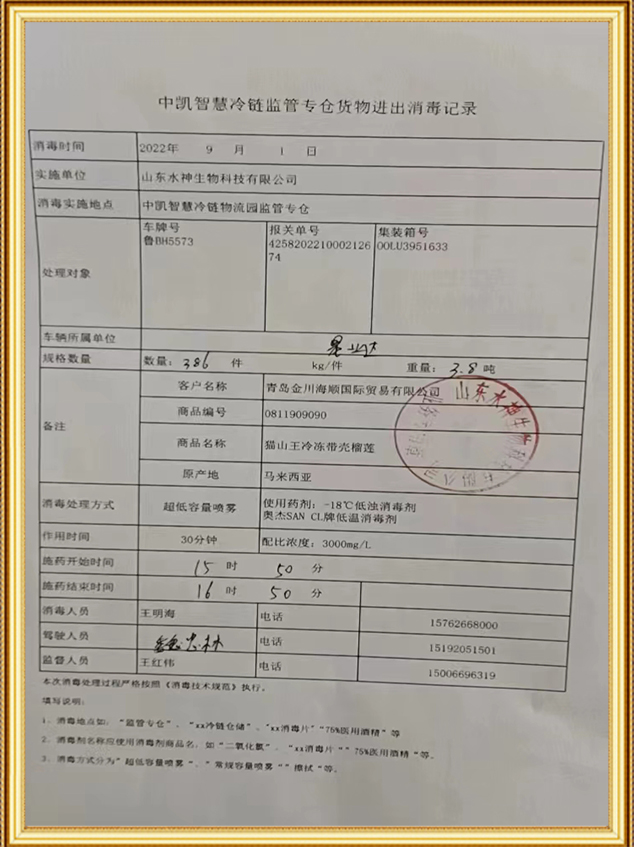 中凯智慧冷链监管专仓货物进出消毒记录
消毒时间 2022年 9 月 1 日
实施单位 山东水神生物科技有限公司
消毒实施地点 中凯智慧冷链物流园监管专仓
处理对象 车牌号 报关单号 集装箱号
鲁BH5573 4258202210002126 OOLU3951633
74
车辆所属单位
规格数量 数量：386 件 kg/件 重量：3.8 吨
备注 客户名称 青岛金川海顺国际贸易有限公司
商品编号 0811909090
商品名称 猫山王冷冻带壳榴莲
原产地 马来西亚
山东水神生物
消毒处理方式 超低容量喷雾 使用药剂：-18℃低浊消毒剂
奥杰SAN CL牌低温消毒剂
作用时间 30分钟 配比浓度：3000mg/L
施药开始时间 15 时 50 分
施药结束时间 16 时 50 分
消毒人员 王明海 电话 15762668000
驾驶人员 电话 15192051501
监督人员 王红伟 电话 15006696319
本次消毒处理过程严格按照《消毒技术规范》执行。
填写说明：
1、消毒地点如："监管专仓"、"xx冷链仓储"、"xx消毒片""75%医用酒精"等
2、消毒剂名称应使用消毒剂商品名，如"二氧化氯"、"xx消毒片""75%医用酒精"等。
3、消毒方式分为"超低容量喷雾"、"常规容量喷雾""擦拭"等。